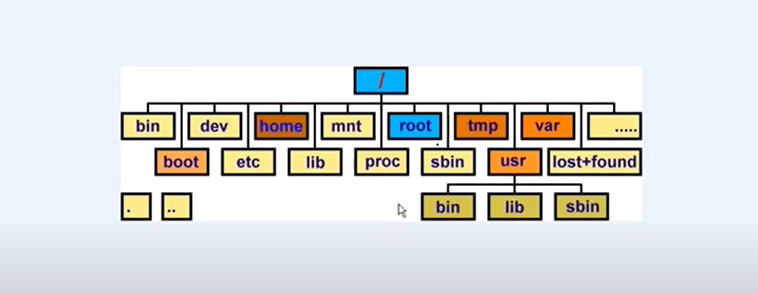 /
bin dev home mnt root tmp var .....
boot etc lib proc sbin usr lost+found
. .. bin lib sbin